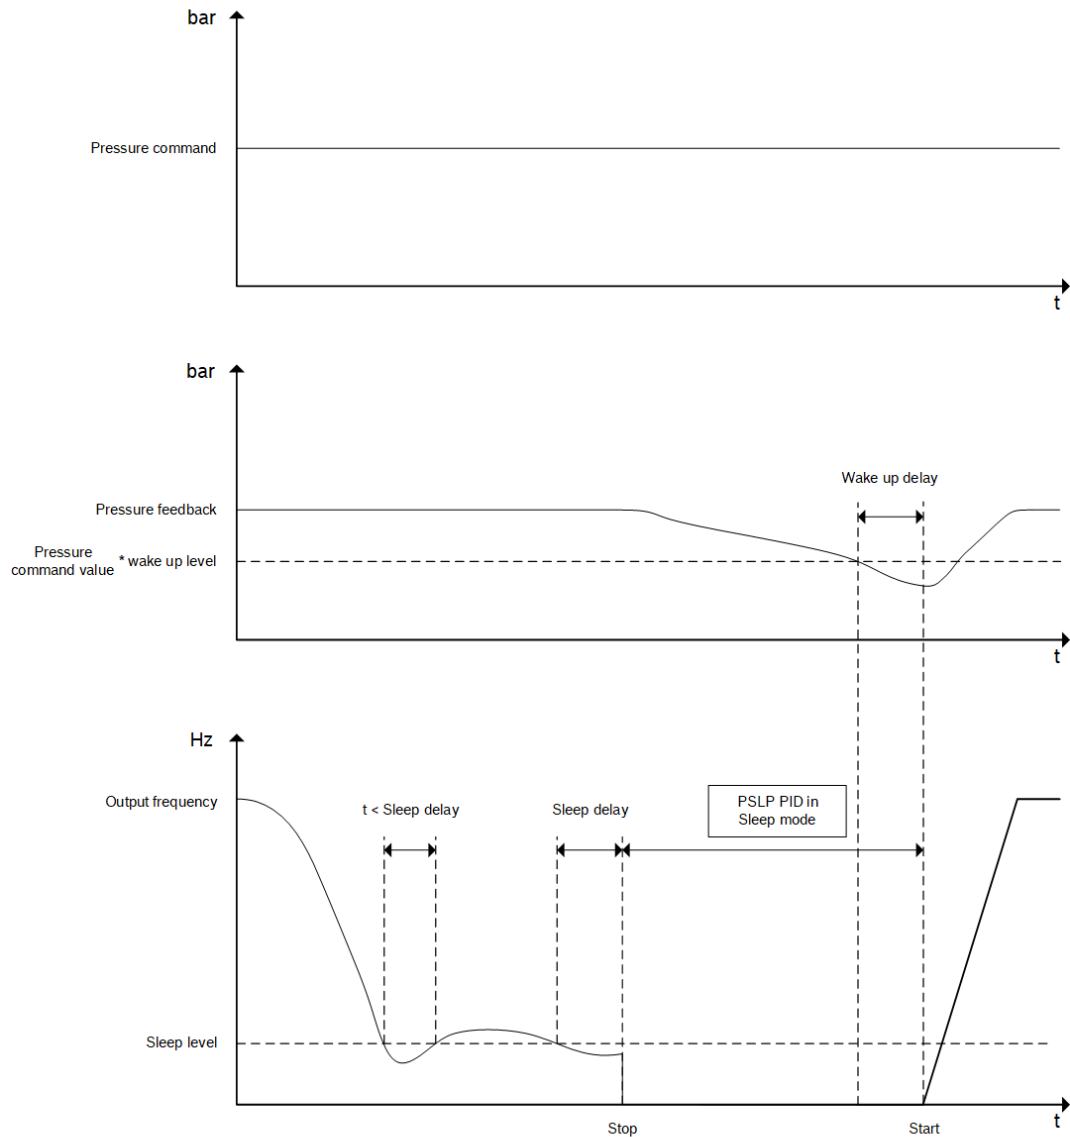 bar
Pressure command
t
bar
Wake up delay
Pressure feedback
Pressure
command value * wake up level
t
Hz
Output frequency
t < Sleep delay
Sleep delay
PSLP PID in
Sleep mode
Sleep level
t
Stop
Start